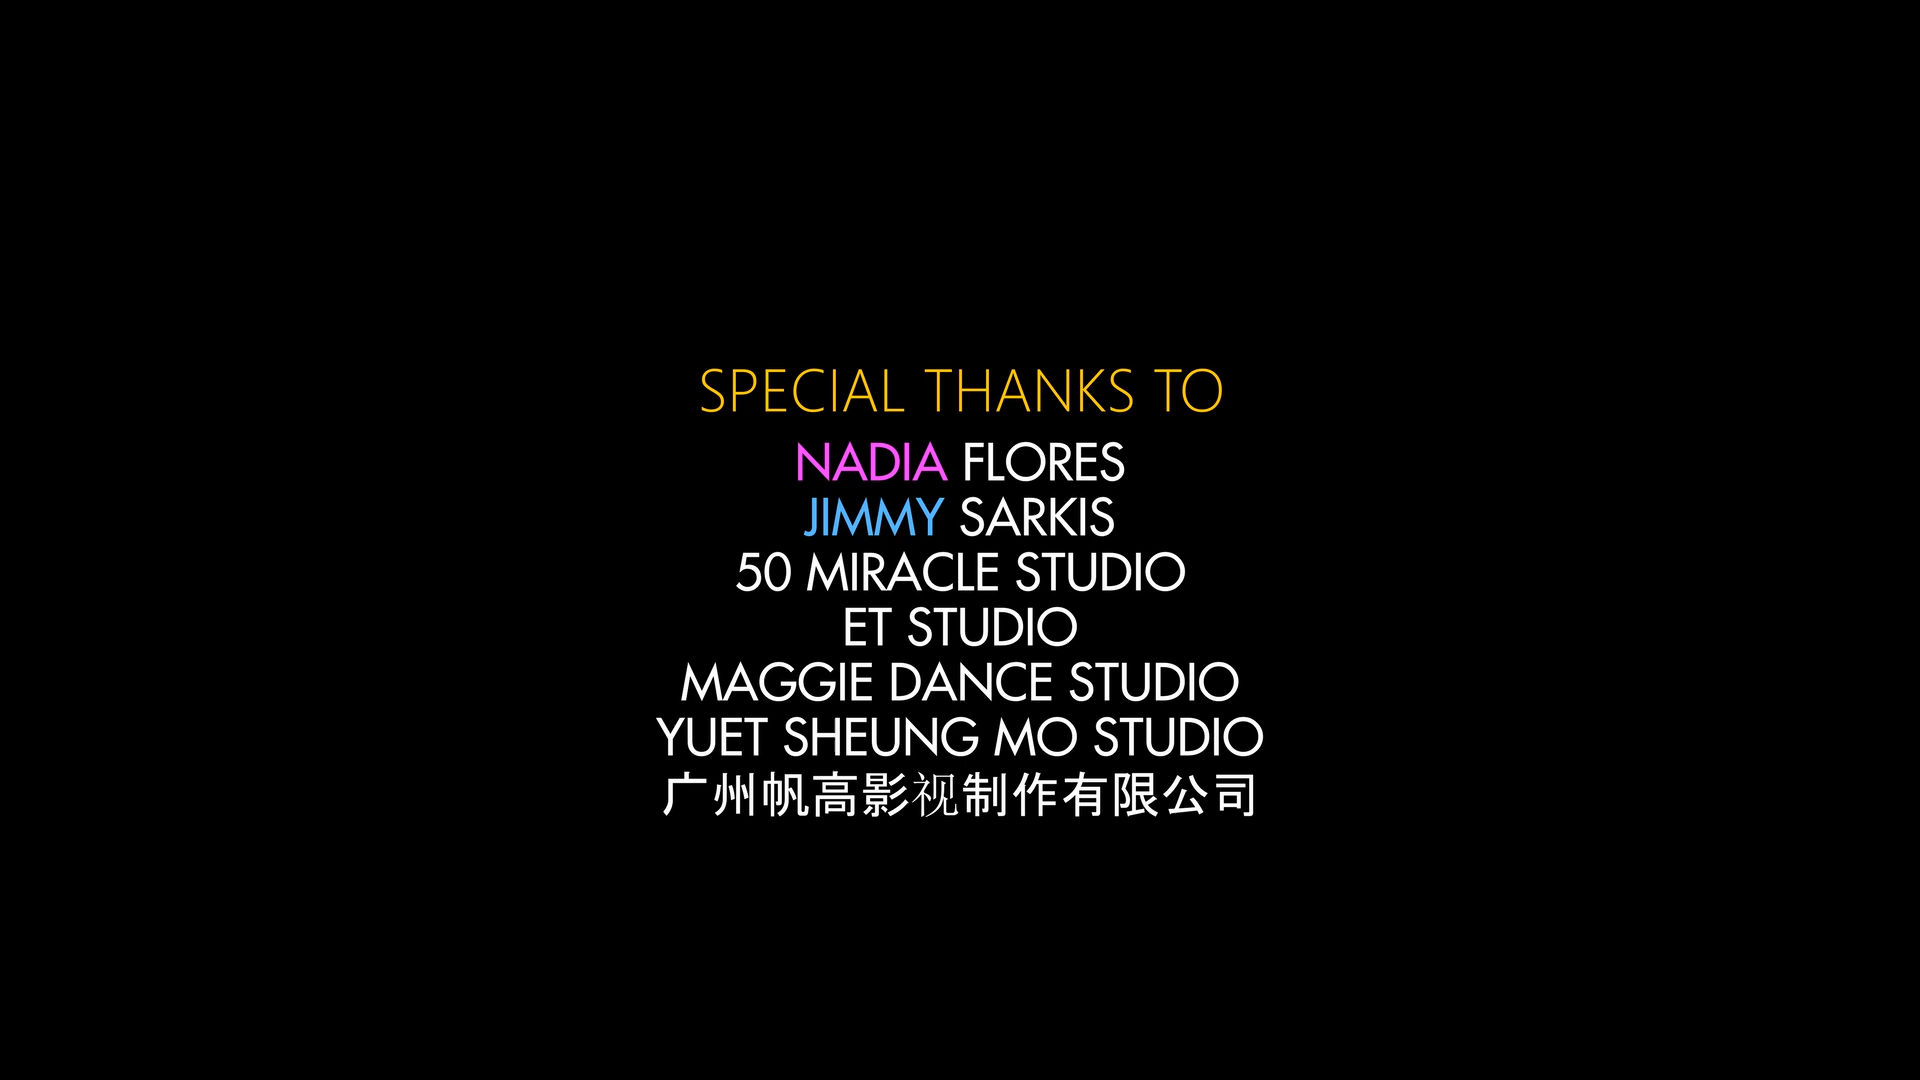 SPECIAL THANKS TO
NADIA FLORES
JIMMY SARKIS
50 MIRACLE STUDIO
ET STUDIO
MAGGIE DANCE STUDIO
YUET SHEUNG MO STUDIO
广州帆高影视制作有限公司